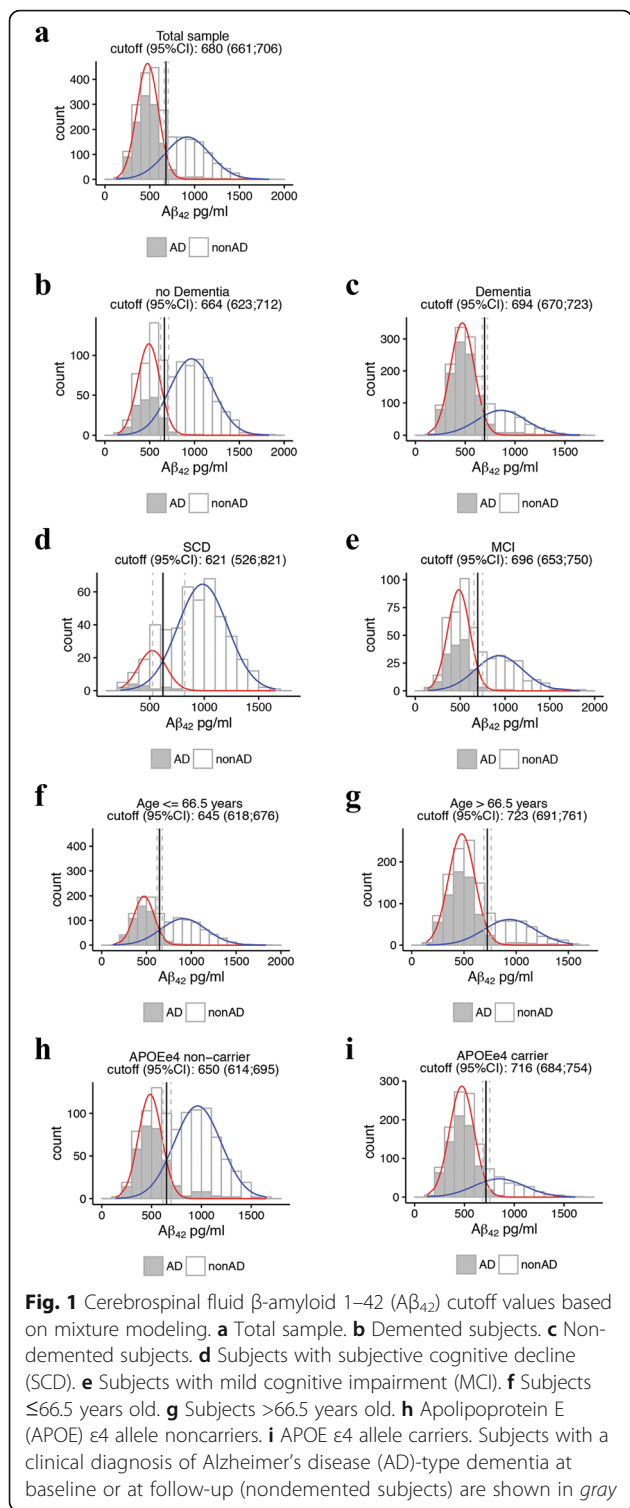 a
Total sample
cutoff (95%CI): 680 (661;706)
count
400
300
200
100
0
0 500 1000 1500 2000
Aβ42 pg/ml
AD nonAD
b
no Dementia
cutoff (95%CI): 664 (623;712)
count
100
50
0
0 500 1000 1500 2000
Aβ42 pg/ml
AD nonAD
c
Dementia
cutoff (95%CI): 694 (670;723)
count
300
200
100
0
0 500 1000 1500
Aβ42 pg/ml
AD nonAD
d
SCD
cutoff (95%CI): 621 (526;821)
count
60
40
20
0
0 500 1000 1500
Aβ42 pg/ml
AD nonAD
e
MCI
cutoff (95%CI): 696 (653;750)
count
100
75
50
25
0
0 500 1000 1500 2000
Aβ42 pg/ml
AD nonAD
f
Age <= 66.5 years
cutoff (95%CI): 645 (618;676)
count
400
300
200
100
0
0 500 1000 1500 2000
Aβ42 pg/ml
AD nonAD
g
Age > 66.5 years
cutoff (95%CI): 723 (691;761)
count
200
100
0
0 500 1000 1500
Aβ42 pg/ml
AD nonAD
h
APOEe4 non−carrier
cutoff (95%CI): 650 (614;695)
count
100
50
0
0 500 1000 1500
Aβ42 pg/ml
AD nonAD
i
APOEe4 carrier
cutoff (95%CI): 716 (684;754)
count
300
200
100
0
0 500 1000 1500
Aβ42 pg/ml
AD nonAD
Fig. 1 Cerebrospinal fluid β-amyloid 1–42 (Aβ42) cutoff values based
on mixture modeling. a Total sample. b Demented subjects. c Non-
demented subjects. d Subjects with subjective cognitive decline
(SCD). e Subjects with mild cognitive impairment (MCI). f Subjects
≤66.5 years old. g Subjects >66.5 years old. h Apolipoprotein E
(APOE) ε4 allele noncarriers. i APOE ε4 allele carriers. Subjects with a
clinical diagnosis of Alzheimer's disease (AD)-type dementia at
baseline or at follow-up (nondemented subjects) are shown in gray